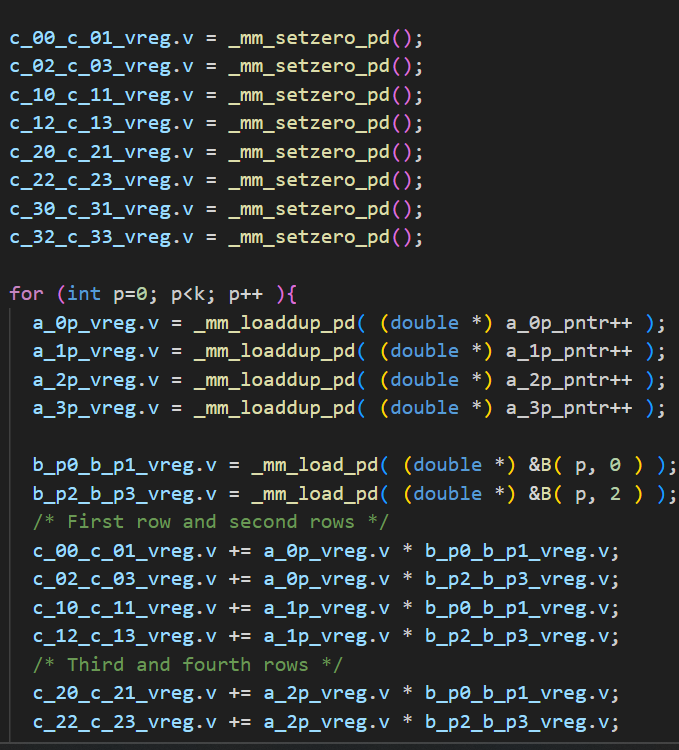 c_00_c_01_vreg.v = _mm_setzero_pd();
c_02_c_03_vreg.v = _mm_setzero_pd();
c_10_c_11_vreg.v = _mm_setzero_pd();
c_12_c_13_vreg.v = _mm_setzero_pd();
c_20_c_21_vreg.v = _mm_setzero_pd();
c_22_c_23_vreg.v = _mm_setzero_pd();
c_30_c_31_vreg.v = _mm_setzero_pd();
c_32_c_33_vreg.v = _mm_setzero_pd();

for (int p=0; p<k; p++ ){
  a_0p_vreg.v = _mm_loaddup_pd( (double *) a_0p_pntr++ );
  a_1p_vreg.v = _mm_loaddup_pd( (double *) a_1p_pntr++ );
  a_2p_vreg.v = _mm_loaddup_pd( (double *) a_2p_pntr++ );
  a_3p_vreg.v = _mm_loaddup_pd( (double *) a_3p_pntr++ );

  b_p0_b_p1_vreg.v = _mm_load_pd( (double *) &B( p, 0 ) );
  b_p2_b_p3_vreg.v = _mm_load_pd( (double *) &B( p, 2 ) );
  /* First row and second rows */
  c_00_c_01_vreg.v += a_0p_vreg.v * b_p0_b_p1_vreg.v;
  c_02_c_03_vreg.v += a_0p_vreg.v * b_p2_b_p3_vreg.v;
  c_10_c_11_vreg.v += a_1p_vreg.v * b_p0_b_p1_vreg.v;
  c_12_c_13_vreg.v += a_1p_vreg.v * b_p2_b_p3_vreg.v;
  /* Third and fourth rows */
  c_20_c_21_vreg.v += a_2p_vreg.v * b_p0_b_p1_vreg.v;
  c_22_c_23_vreg.v += a_2p_vreg.v * b_p2_b_p3_vreg.v;